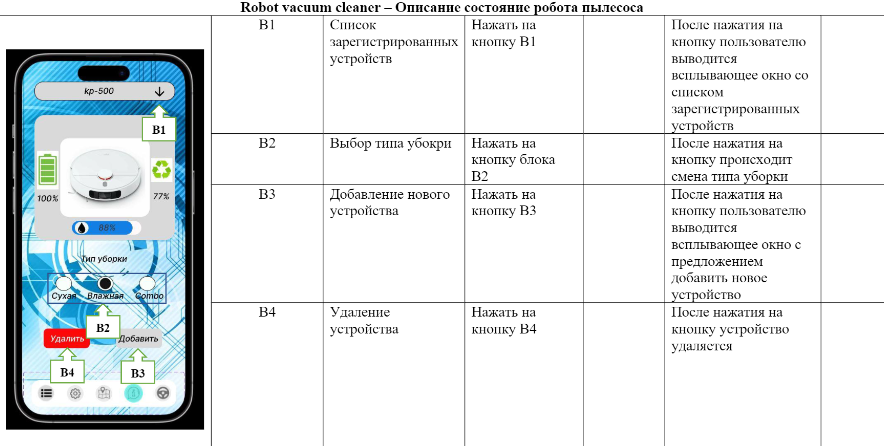 Robot vacuum cleaner – Описание состояние робота пылесоса
kp-500
B1
100%
77%
88%
Тип уборки
Сухая
Влажная
Combo
B2
Удалить
Добавить
B4
B3
B1
Список
зарегистрированных
устройств
Нажать на
кнопку B1
После нажатия на
кнопку пользователю
выводится
всплывающее окно со
списком
зарегистрированных
устройств
B2
Выбор типа убокри
Нажать на
кнопку блока
B2
После нажатия на
кнопку происходит
смена типа уборки
B3
Добавление нового
устройства
Нажать на
кнопку B3
После нажатия на
кнопку пользователю
выводится
всплывающее окно с
предложением
добавить новое
устройство
B4
Удаление
устройства
Нажать на
кнопку B4
После нажатия на
кнопку устройство
удаляется